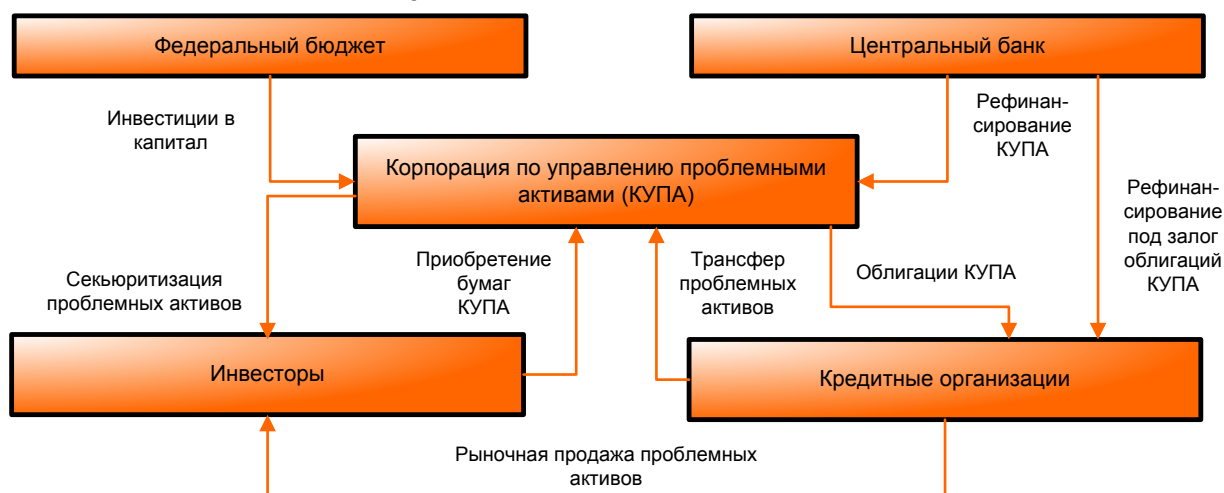 Федеральный бюджет
Центральный банк
Инвестиции в
капитал
Рефинан-
сирование
КУПА
Корпорация по управлению проблемными
активами (КУПА)
Рефинан-
сирование
под залог
облигаций
КУПА
Секьюритизация
проблемных активов
Приобретение
бумаг
КУПА
Трансфер
проблемных
активов
Облигации КУПА
Инвесторы
Кредитные организации
Рыночная продажа проблемных
активов